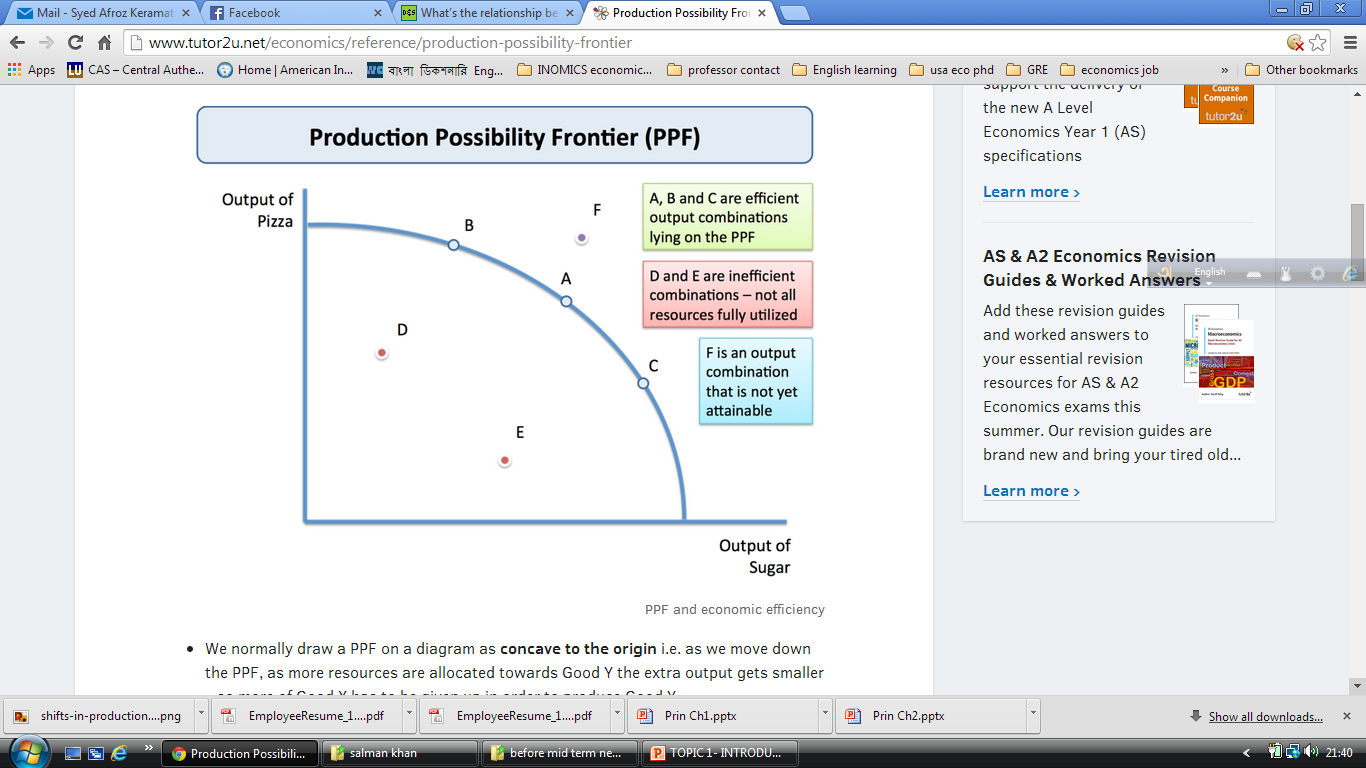 Mail - Syed Afroz Keramat
Facebook
What's the relationship be
Production Possibility Fro
www.tutor2u.net/economics/reference/production-possibility-frontier
Apps
CAS – Central Authe...
Home | American In...
বাংলা ডিকশনারি Eng...
INOMICS economic...
professor contact
English learning
usa eco phd
GRE
economics job
»
Other bookmarks
Production Possibility Frontier (PPF)
Output of
Pizza
B
F
A
D
C
E
A, B and C are efficient
output combinations
lying on the PPF
D and E are inefficient
combinations – not all
resources fully utilized
F is an output
combination
that is not yet
attainable
Output of
Sugar
PPF and economic efficiency
• We normally draw a PPF on a diagram as concave to the origin i.e. as we move down
the PPF, as more resources are allocated towards Good Y the extra output gets smaller
support the delivery of
the new A Level
Economics Year 1 (AS)
specifications
Learn more ›
Course
Companion
tutor2u
AS & A2 Economics Revision
Guides & Worked Answers
English
Add these revision guides
and worked answers to
your essential revision
resources for AS & A2
Economics exams this
summer. Our revision guides are
brand new and bring your tired old...
GDP
Learn more ›
shifts-in-production....png
EmployeeResume_1....pdf
EmployeeResume_1....pdf
Prin Ch1.pptx
Prin Ch2.pptx
Show all downloads...
Production Possibili...
salman khan
before mid term ne...
TOPIC 1- INTRODU...
21:40